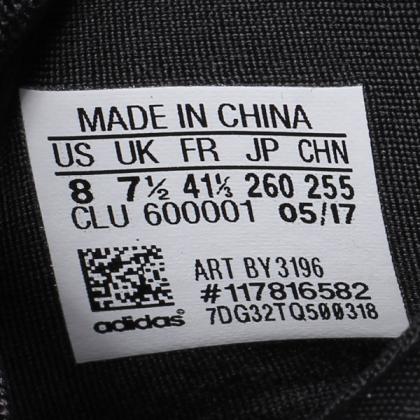 MADE IN CHINA
US UK FR JP CHN
8 7½ 41⅓ 260 255
CLU 600001 05/17
ART BY3196
#117816582
adidas® 7DG32TQ500318